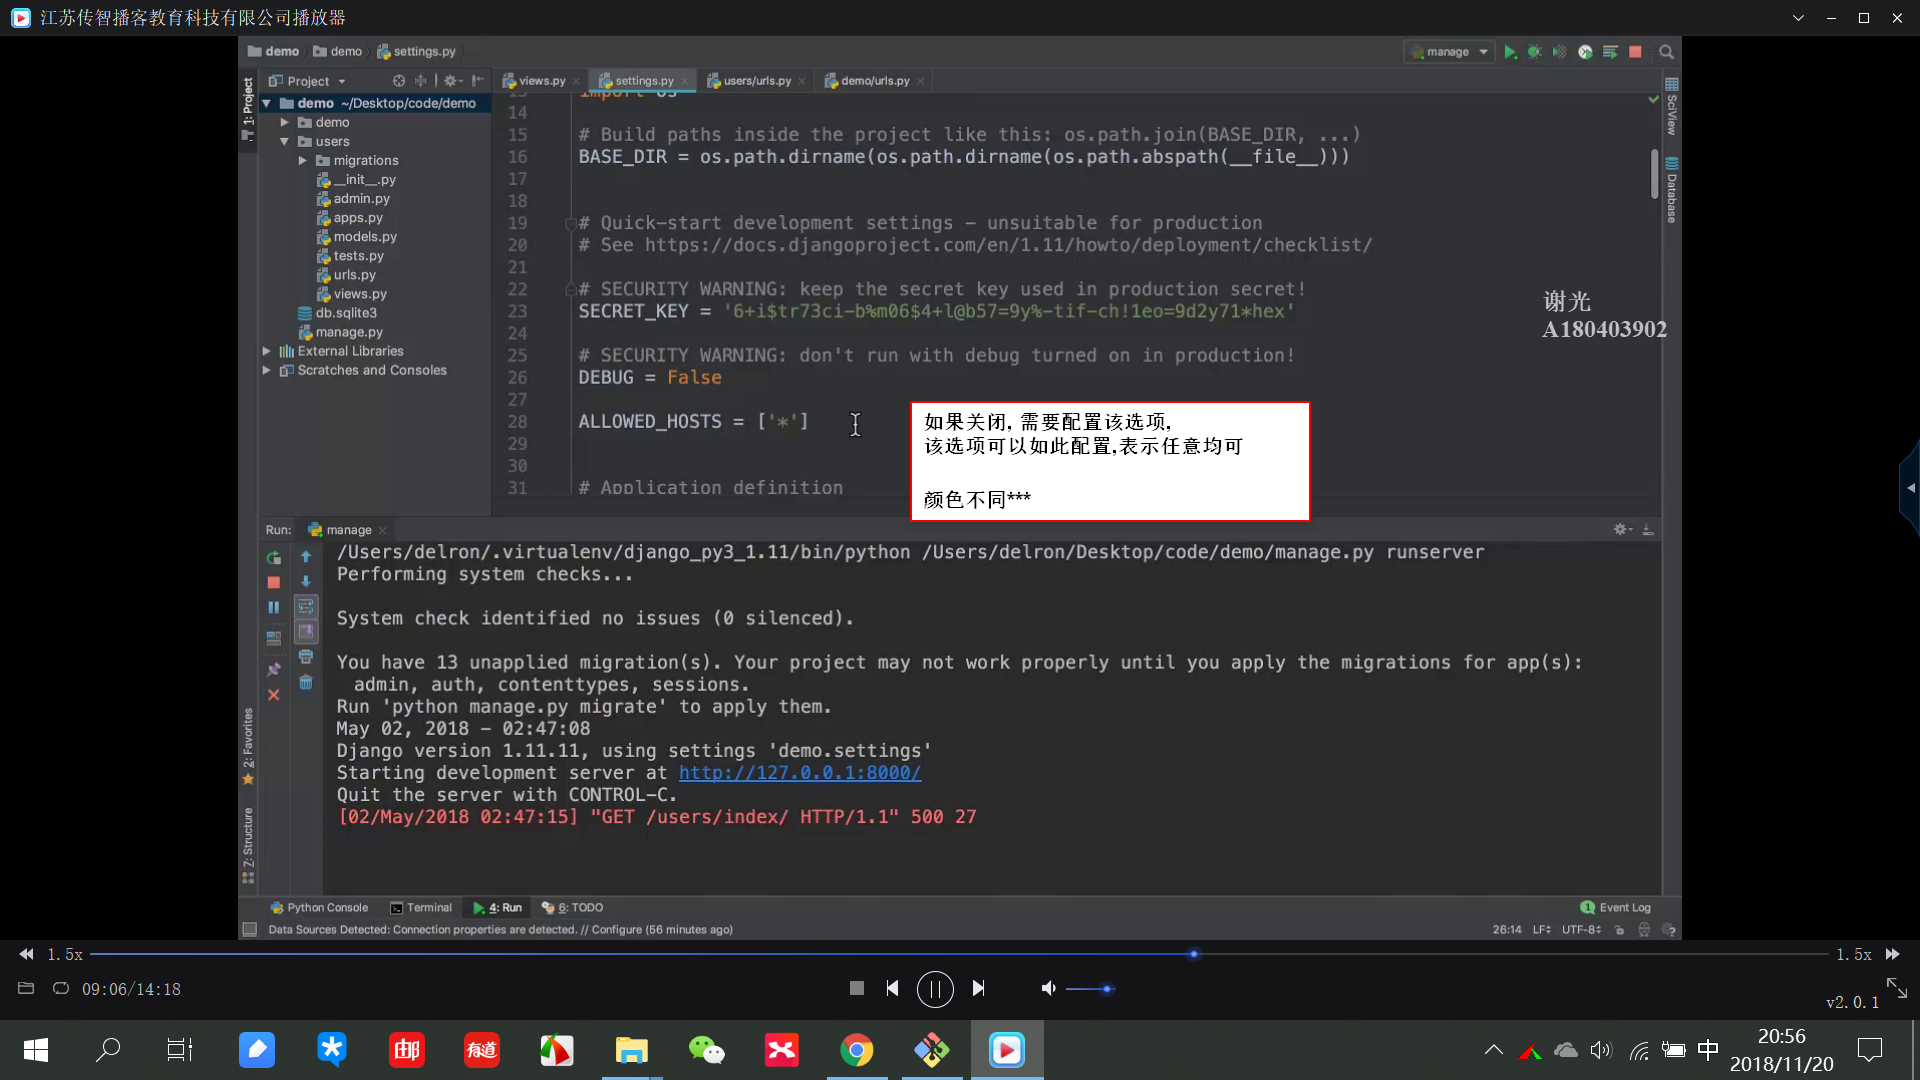 江苏传智播客教育科技有限公司播放器
demo demo settings.py
manage
Project
views.py settings.py users/urls.py demo/urls.py
1: Project
demo ~/Desktop/code/demo
demo
users
migrations
__init__.py
admin.py
apps.py
models.py
tests.py
urls.py
views.py
db.sqlite3
manage.py
External Libraries
Scratches and Consoles
13 import os
14
15 # Build paths inside the project like this: os.path.join(BASE_DIR, ...)
16 BASE_DIR = os.path.dirname(os.path.dirname(os.path.abspath(__file__)))
17
18
19 # Quick-start development settings - unsuitable for production
20 # See https://docs.djangoproject.com/en/1.11/howto/deployment/checklist/
21
22 # SECURITY WARNING: keep the secret key used in production secret!
23 SECRET_KEY = '6+i$tr73ci-b%m06$4+l@b57=9y%-tif-ch!1eo=9d2y71*hex'
24
25 # SECURITY WARNING: don't run with debug turned on in production!
26 DEBUG = False
27
28 ALLOWED_HOSTS = ['*']
29
30
31 # Application definition
SciView
Database
谢光
A180403902
如果关闭, 需要配置该选项,
该选项可以如此配置,表示任意均可
颜色不同***
Run: manage
/Users/delron/.virtualenv/django_py3_1.11/bin/python /Users/delron/Desktop/code/demo/manage.py runserver
Performing system checks...
System check identified no issues (0 silenced).
You have 13 unapplied migration(s). Your project may not work properly until you apply the migrations for app(s):
admin, auth, contenttypes, sessions.
Run 'python manage.py migrate' to apply them.
May 02, 2018 - 02:47:08
Django version 1.11.11, using settings 'demo.settings'
Starting development server at http://127.0.0.1:8000/
Quit the server with CONTROL-C.
[02/May/2018 02:47:15] "GET /users/index/ HTTP/1.1" 500 27
2: Favorites
7: Structure
Python Console Terminal 4: Run 6: TODO
1 Event Log
Data Sources Detected: Connection properties are detected. // Configure (56 minutes ago)
26:14 LF UTF-8
1.5x 1.5x
09:06/14:18
v2.0.1
邮 有道
中
20:56
2018/11/20